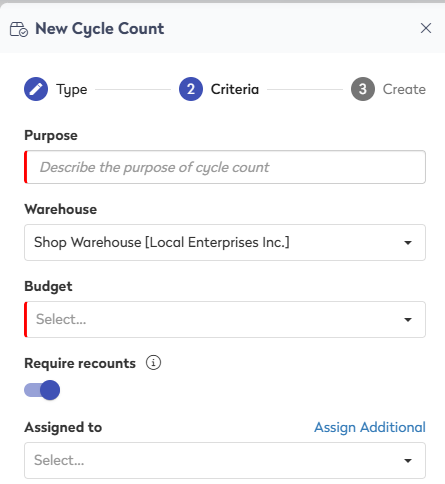 New Cycle Count
Type
2 Criteria
3 Create
Purpose
Describe the purpose of cycle count
Warehouse
Shop Warehouse [Local Enterprises Inc.]
Budget
Select...
Require recounts
Assigned to Assign Additional
Select...